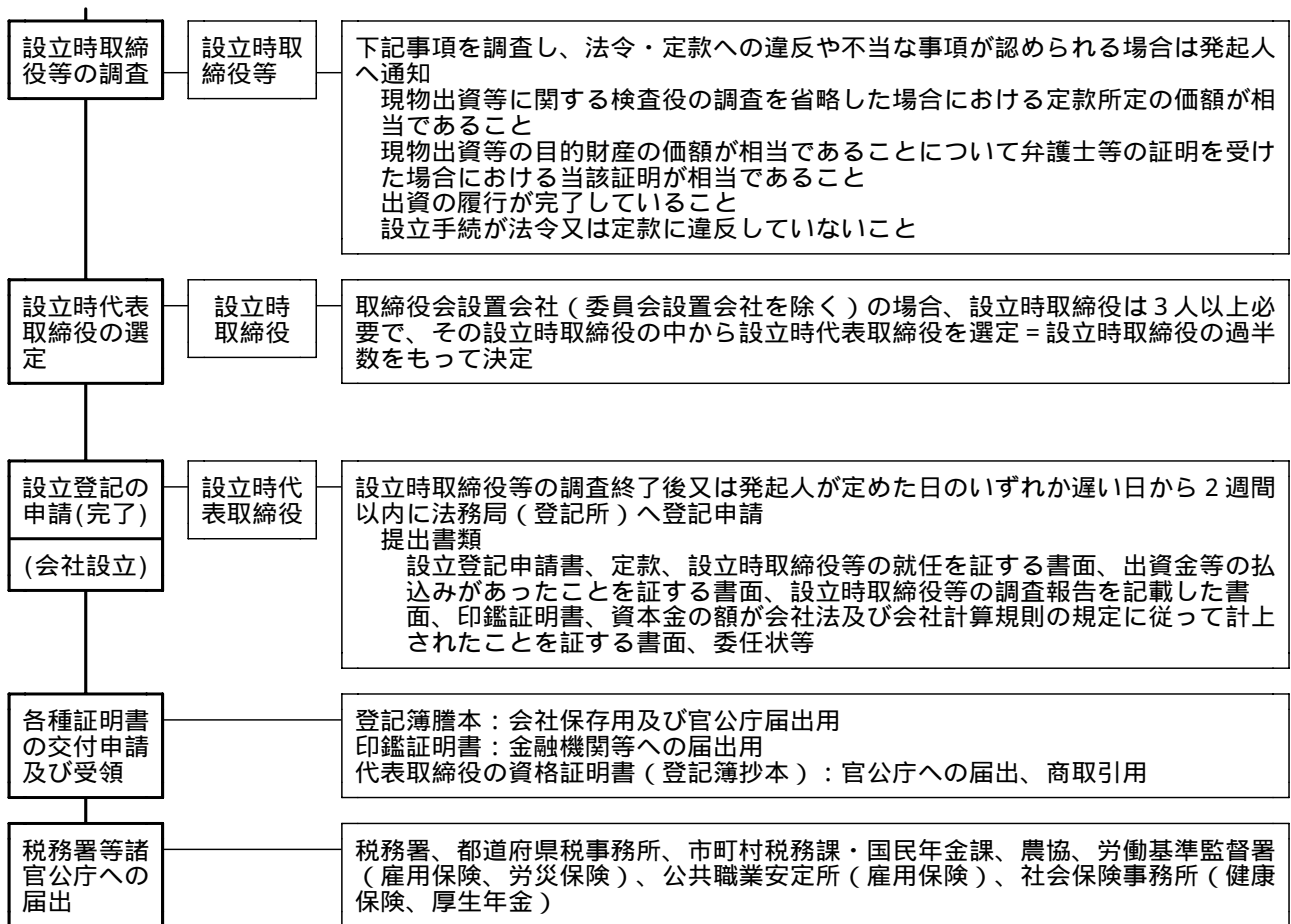 設立時取締
役等の調査
設立時取
締役等
下記事項を調査し、法令・定款への違反や不当な事項が認められる場合は発起人
へ通知
現物出資等に関する検査役の調査を省略した場合における定款所定の価額が相
当であること
現物出資等の目的財産の価額が相当であることについて弁護士等の証明を受け
た場合における当該証明が相当であること
出資の履行が完了していること
設立手続が法令又は定款に違反していないこと
設立時代表
取締役の選
定
設立時
取締役
取締役会設置会社(委員会設置会社を除く)の場合、設立時取締役は3人以上必
要で、その設立時取締役の中から設立時代表取締役を選定=設立時取締役の過半
数をもって決定
設立登記の
申請(完了)
(会社設立)
設立時代
表取締役
設立時取締役等の調査終了後又は発起人が定めた日のいずれか遅い日から2週間
以内に法務局(登記所)へ登記申請
提出書類
設立登記申請書、定款、設立時取締役等の就任を証する書面、出資金等の払
込みがあったことを証する書面、設立時取締役等の調査報告を記載した書
面、印鑑証明書、資本金の額が会社法及び会社計算規則の規定に従って計上
されたことを証する書面、委任状等
各種証明書
の交付申請
及び受領
登記簿謄本:会社保存用及び官公庁届出用
印鑑証明書:金融機関等への届出用
代表取締役の資格証明書(登記簿抄本):官公庁への届出、商取引用
税務署等諸
官公庁への
届出
税務署、都道府県税事務所、市町村税務課・国民年金課、農協、労働基準監督署
(雇用保険、労災保険)、公共職業安定所(雇用保険)、社会保険事務所(健康
保険、厚生年金)